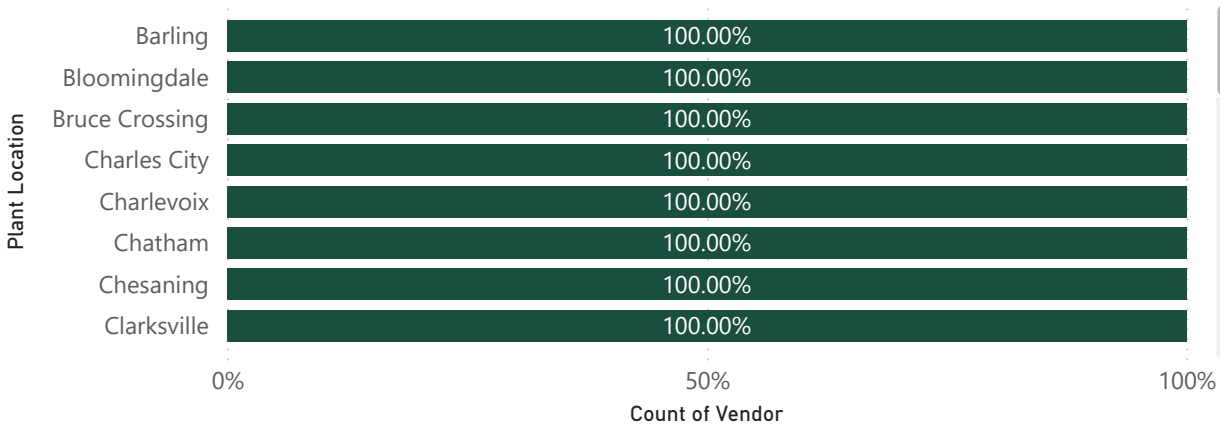 Plant Location
Barling 100.00%
Bloomingdale 100.00%
Bruce Crossing 100.00%
Charles City 100.00%
Charlevoix 100.00%
Chatham 100.00%
Chesaning 100.00%
Clarksville 100.00%
0% 50% 100%
Count of Vendor